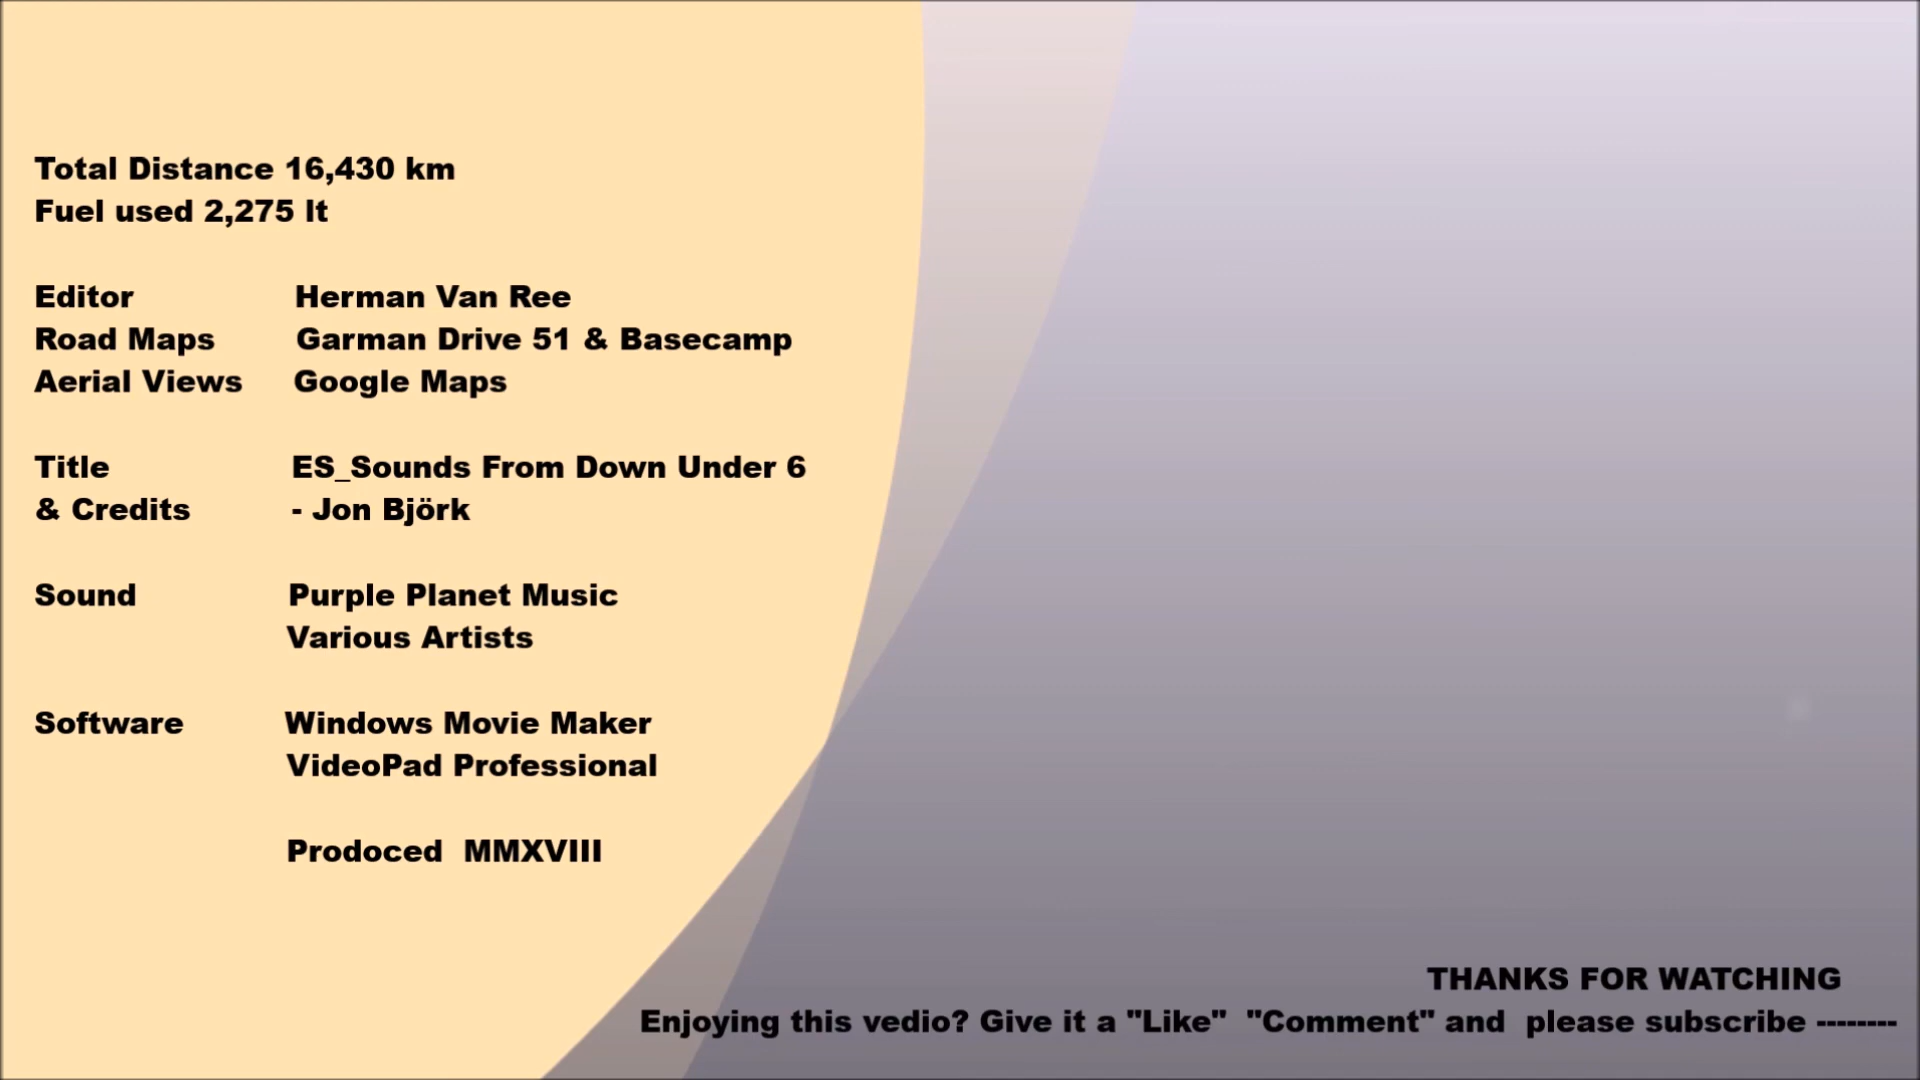 Total Distance 16,430 km
Fuel used 2,275 lt
Editor Herman Van Ree
Road Maps Garman Drive 51 & Basecamp
Aerial Views Google Maps
Title ES_Sounds From Down Under 6
& Credits - Jon Björk
Sound Purple Planet Music
Various Artists
Software Windows Movie Maker
VideoPad Professional
Prodoced MMXVIII
THANKS FOR WATCHING
Enjoying this vedio? Give it a "Like" "Comment" and please subscribe --------